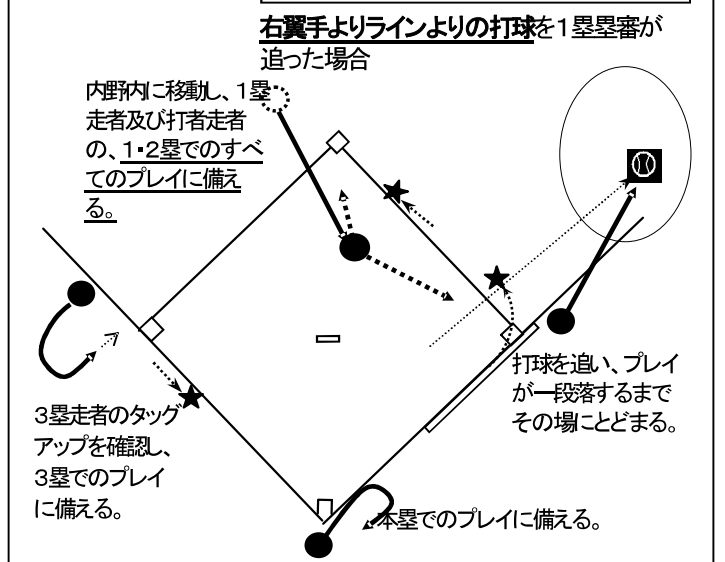 右翼手よりラインよりの打球を1塁塁審が
追った場合
内野内に移動し、1塁
走者及び打者走者
の、1・2塁でのすべ
てのプレイに備え
る。
打球を追い、プレイ
が一段落するまで
その場にとどまる。
3塁走者のタッグ
アップを確認し、
3塁でのプレイ
に備える。
本塁でのプレイに備える。